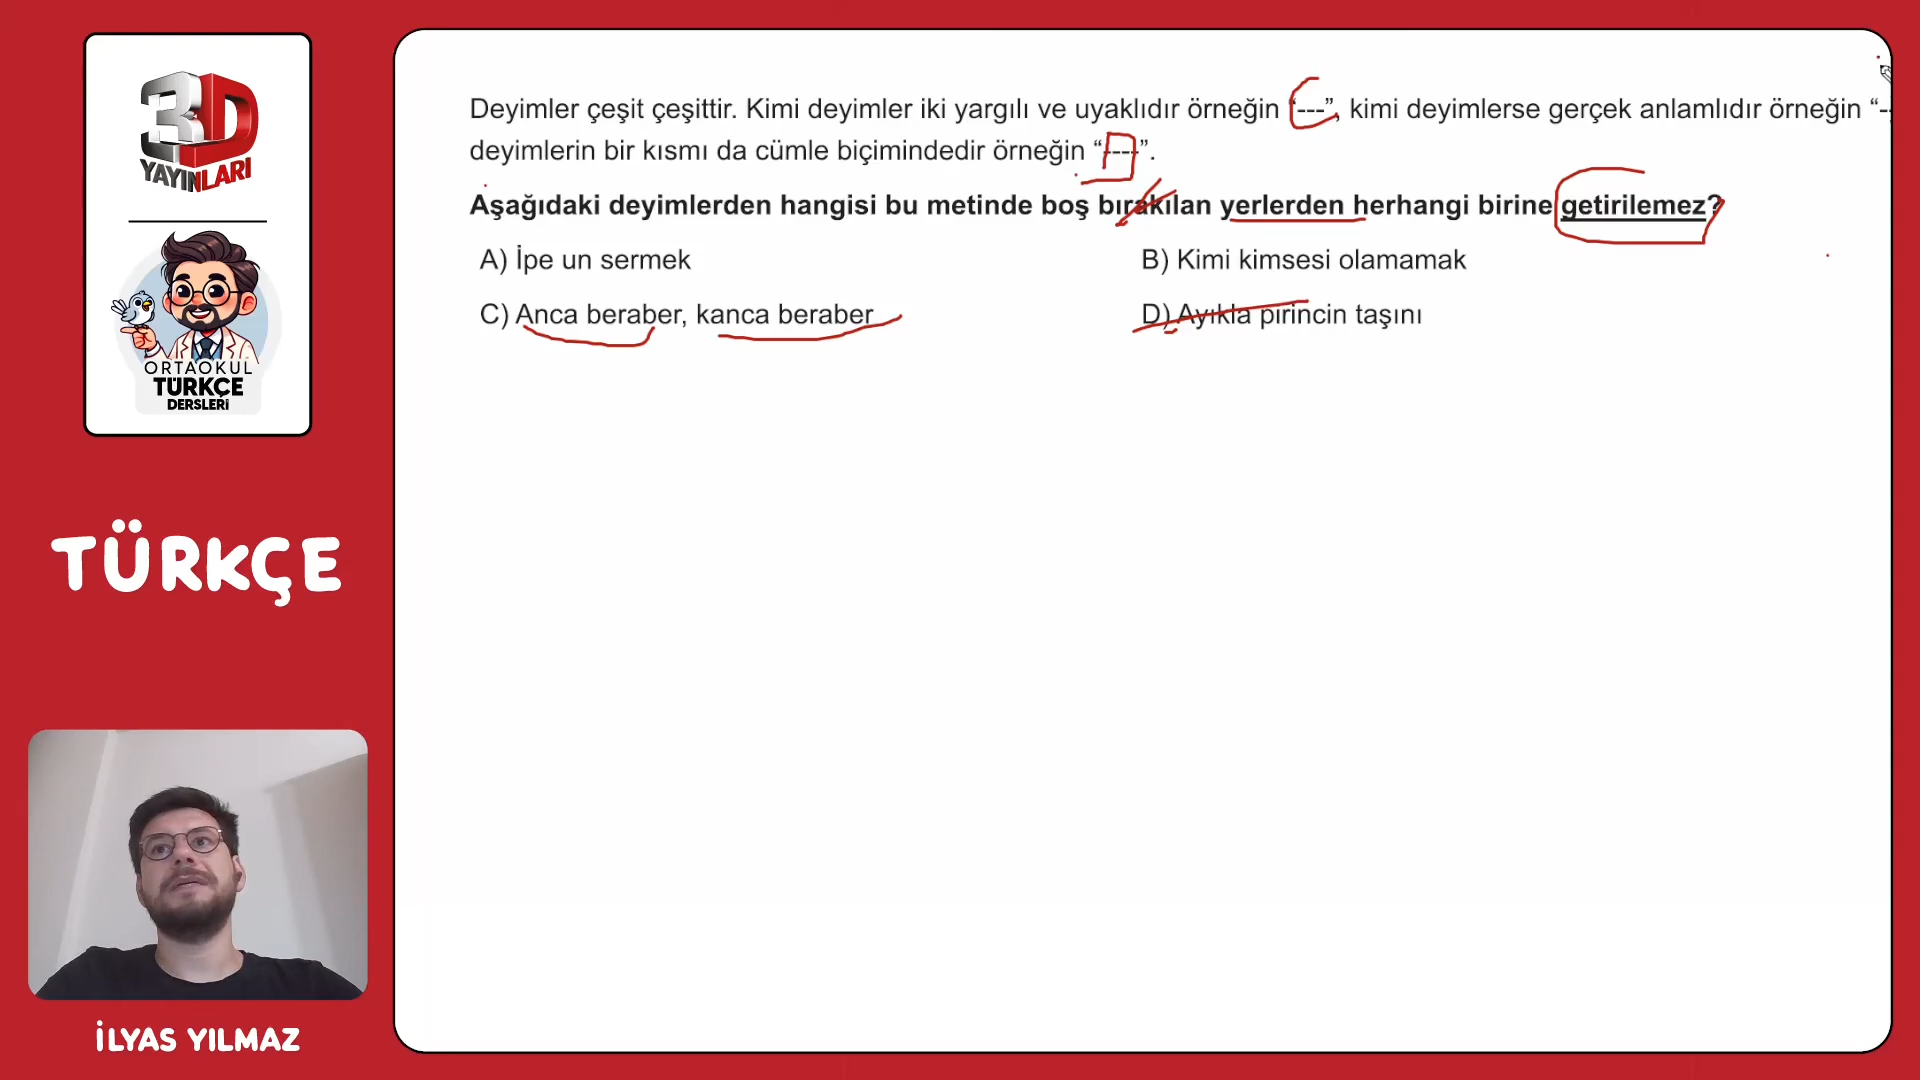 3D
YAYINLARI
ORTAOKUL
TÜRKÇE
DERSLERİ
TÜRKÇE
İLYAS YILMAZ
Deyimler çeşit çeşittir. Kimi deyimler iki yargılı ve uyaklıdır örneğin “---”, kimi deyimlerse gerçek anlamlıdır örneğin “--
deyimlerin bir kısmı da cümle biçimindedir örneğin “----”.
Aşağıdaki deyimlerden hangisi bu metinde boş bırakılan yerlerden herhangi birine getirilemez?
A) İpe un sermek
B) Kimi kimsesi olamamak
C) Anca beraber, kanca beraber
D) Ayıkla pirincin taşını